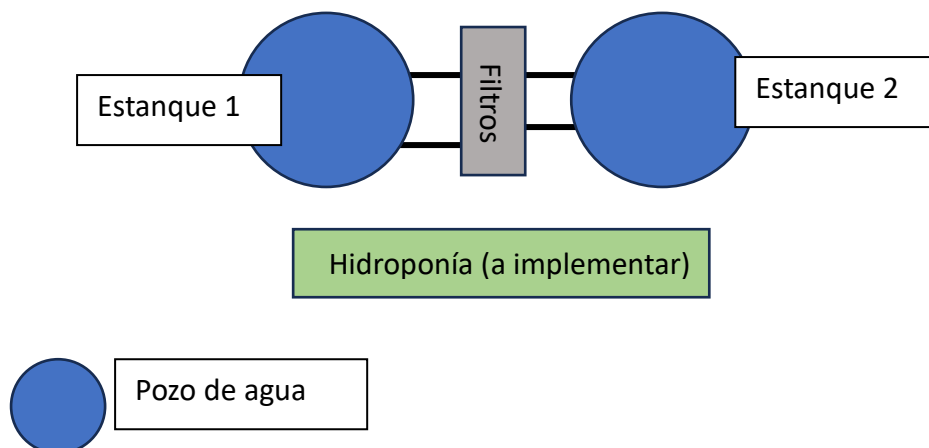 Estanque 1
Filtros
Estanque 2
Hidroponía (a implementar)
Pozo de agua